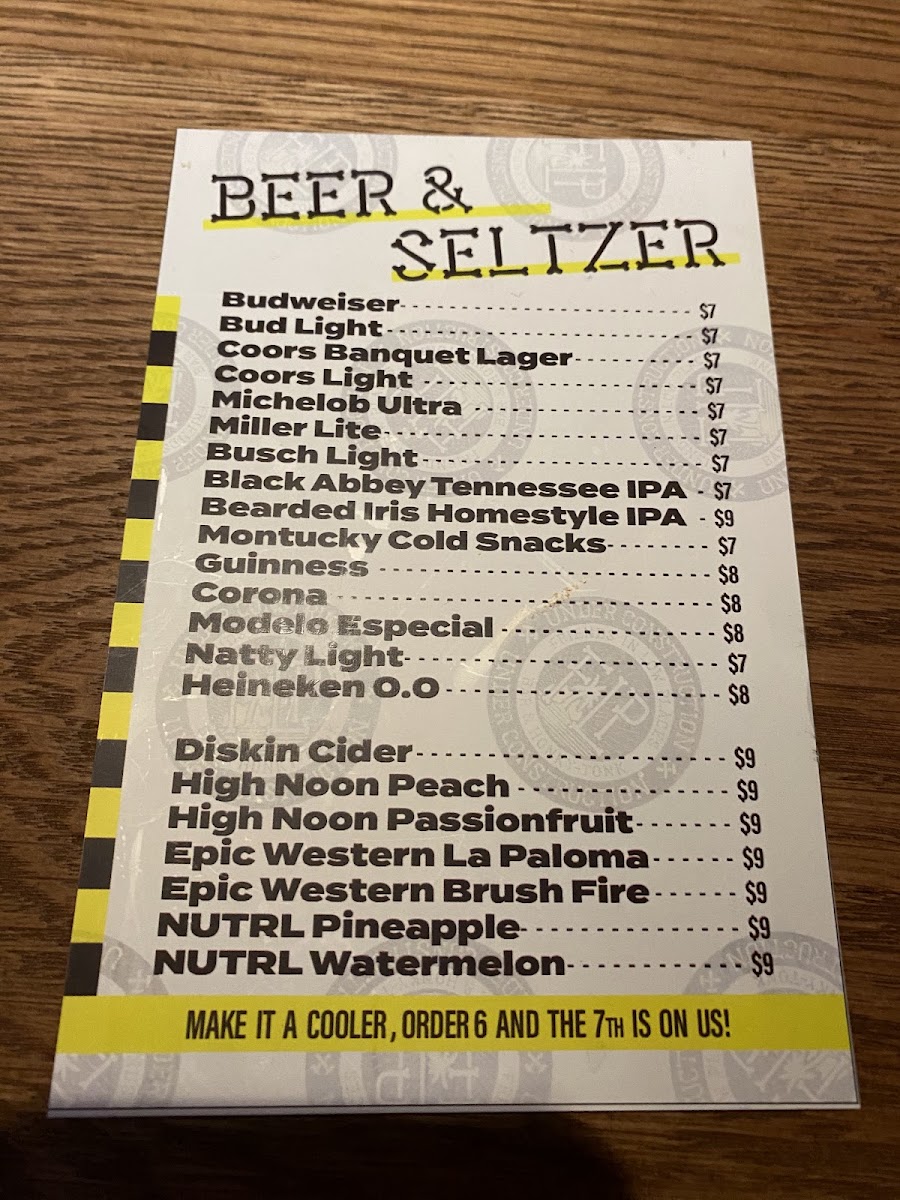 BEER &
SELTZER
Budweiser - - - - - - - - - - - - - - - - - - - - - - - - - - - - $7
Bud Light - - - - - - - - - - - - - - - - - - - - - - - - - - - - - $7
Coors Banquet Lager - - - - - - - - - - - - $7
Coors Light - - - - - - - - - - - - - - - - - - - - - - - - - - $7
Michelob Ultra - - - - - - - - - - - - - - - - - - - - - $7
Miller Lite - - - - - - - - - - - - - - - - - - - - - - - - - - - - - $7
Busch Light - - - - - - - - - - - - - - - - - - - - - - - - - $7
Black Abbey Tennessee IPA - $7
Bearded Iris Homestyle IPA - $9
Montucky Cold Snacks - - - - - - - - $7
Guinness - - - - - - - - - - - - - - - - - - - - - - - - - - - - $8
Corona - - - - - - - - - - - - - - - - - - - - - - - - - - - - - - - $8
Modelo Especial - - - - - - - - - - - - - - - - - $8
Natty Light - - - - - - - - - - - - - - - - - - - - - - - - - $7
Heineken 0.0 - - - - - - - - - - - - - - - - - - - - - $8
Diskin Cider - - - - - - - - - - - - - - - - - - - - - - - $9
High Noon Peach - - - - - - - - - - - - - - - $9
High Noon Passionfruit - - - - - - - $9
Epic Western La Paloma - - - - - - $9
Epic Western Brush Fire - - - - - - $9
NUTRL Pineapple - - - - - - - - - - - - - - $9
NUTRL Watermelon - - - - - - - - - - - $9
MAKE IT A COOLER, ORDER 6 AND THE 7TH IS ON US!